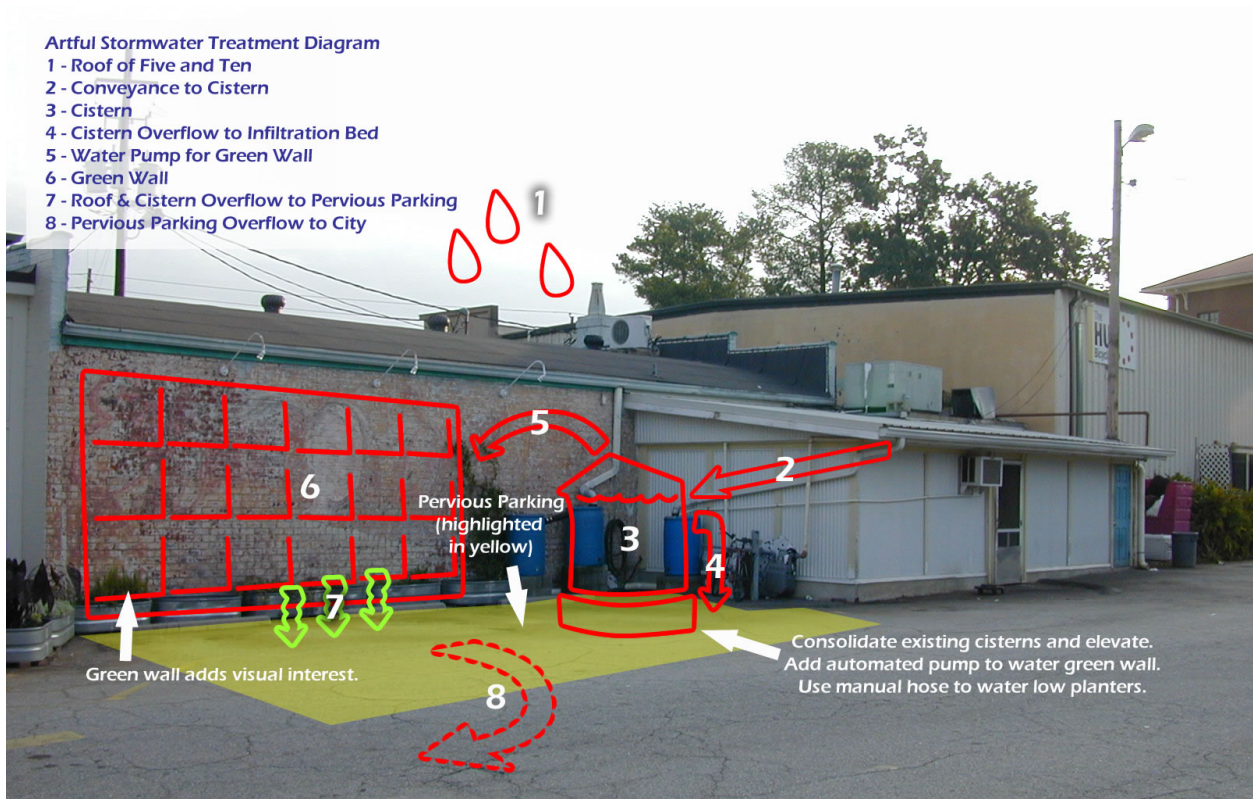 Artful Stormwater Treatment Diagram
1 - Roof of Five and Ten
2 - Conveyance to Cistern
3 - Cistern
4 - Cistern Overflow to Infiltration Bed
5 - Water Pump for Green Wall
6 - Green Wall
7 - Roof & Cistern Overflow to Pervious Parking
8 - Pervious Parking Overflow to City
1
5
2
6
Pervious Parking
(highlighted
in yellow)
3
4
7
Green wall adds visual interest.
8
Consolidate existing cisterns and elevate.
Add automated pump to water green wall.
Use manual hose to water low planters.